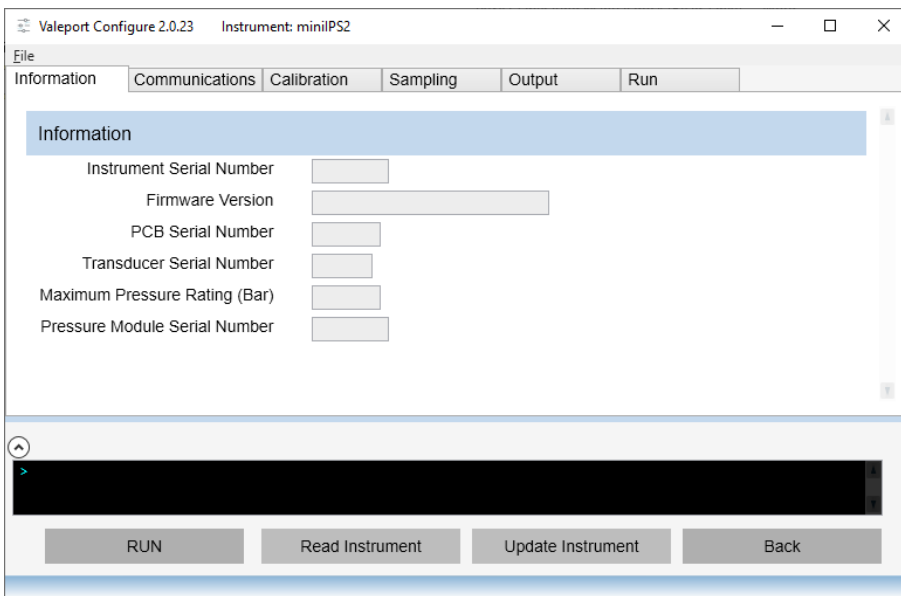 Valeport Configure 2.0.23 Instrument: miniIPS2
File
Information Communications Calibration Sampling Output Run
Information
Instrument Serial Number
Firmware Version
PCB Serial Number
Transducer Serial Number
Maximum Pressure Rating (Bar)
Pressure Module Serial Number
>
RUN Read Instrument Update Instrument Back